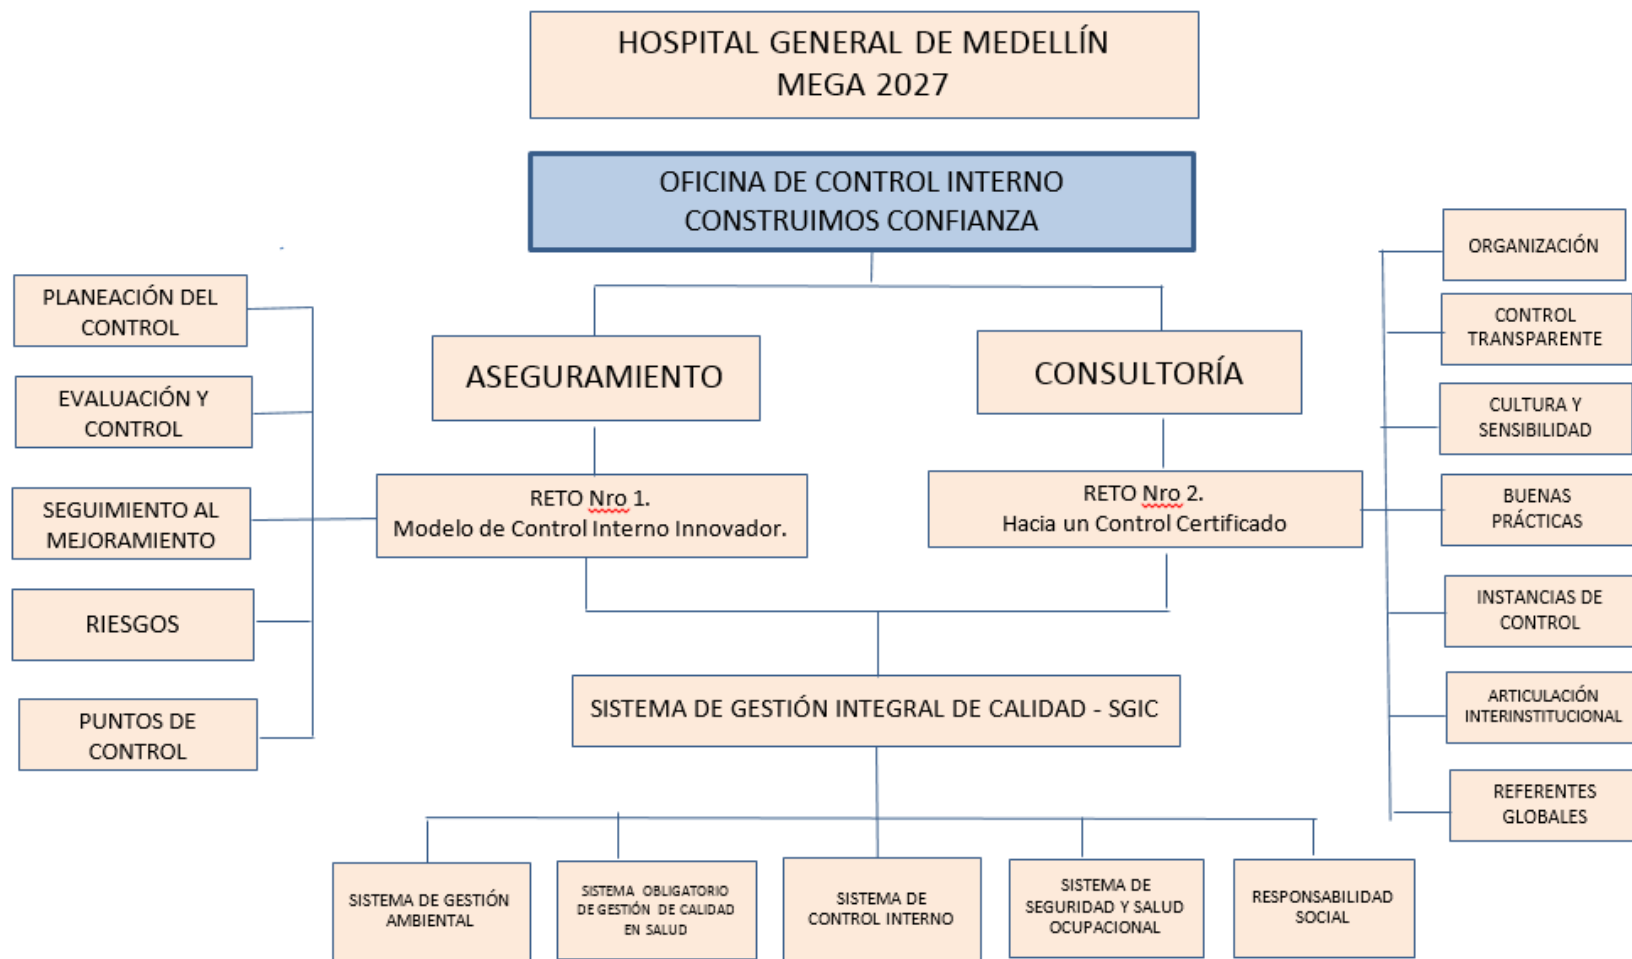 HOSPITAL GENERAL DE MEDELLÍN
MEGA 2027
OFICINA DE CONTROL INTERNO
CONSTRUIMOS CONFIANZA
ASEGURAMIENTO
CONSULTORÍA
RETO Nro 1.
Modelo de Control Interno Innovador.
RETO Nro 2.
Hacia un Control Certificado
PLANEACIÓN DEL
CONTROL
EVALUACIÓN Y
CONTROL
SEGUIMIENTO AL
MEJORAMIENTO
RIESGOS
PUNTOS DE
CONTROL
ORGANIZACIÓN
CONTROL
TRANSPARENTE
CULTURA Y
SENSIBILIDAD
BUENAS
PRÁCTICAS
INSTANCIAS DE
CONTROL
ARTICULACIÓN
INTERINSTITUCIONAL
REFERENTES
GLOBALES
SISTEMA DE GESTIÓN INTEGRAL DE CALIDAD - SGIC
SISTEMA DE GESTIÓN
AMBIENTAL
SISTEMA OBLIGATORIO
DE GESTIÓN DE CALIDAD
EN SALUD
SISTEMA DE
CONTROL INTERNO
SISTEMA DE
SEGURIDAD Y SALUD
OCUPACIONAL
RESPONSABILIDAD
SOCIAL